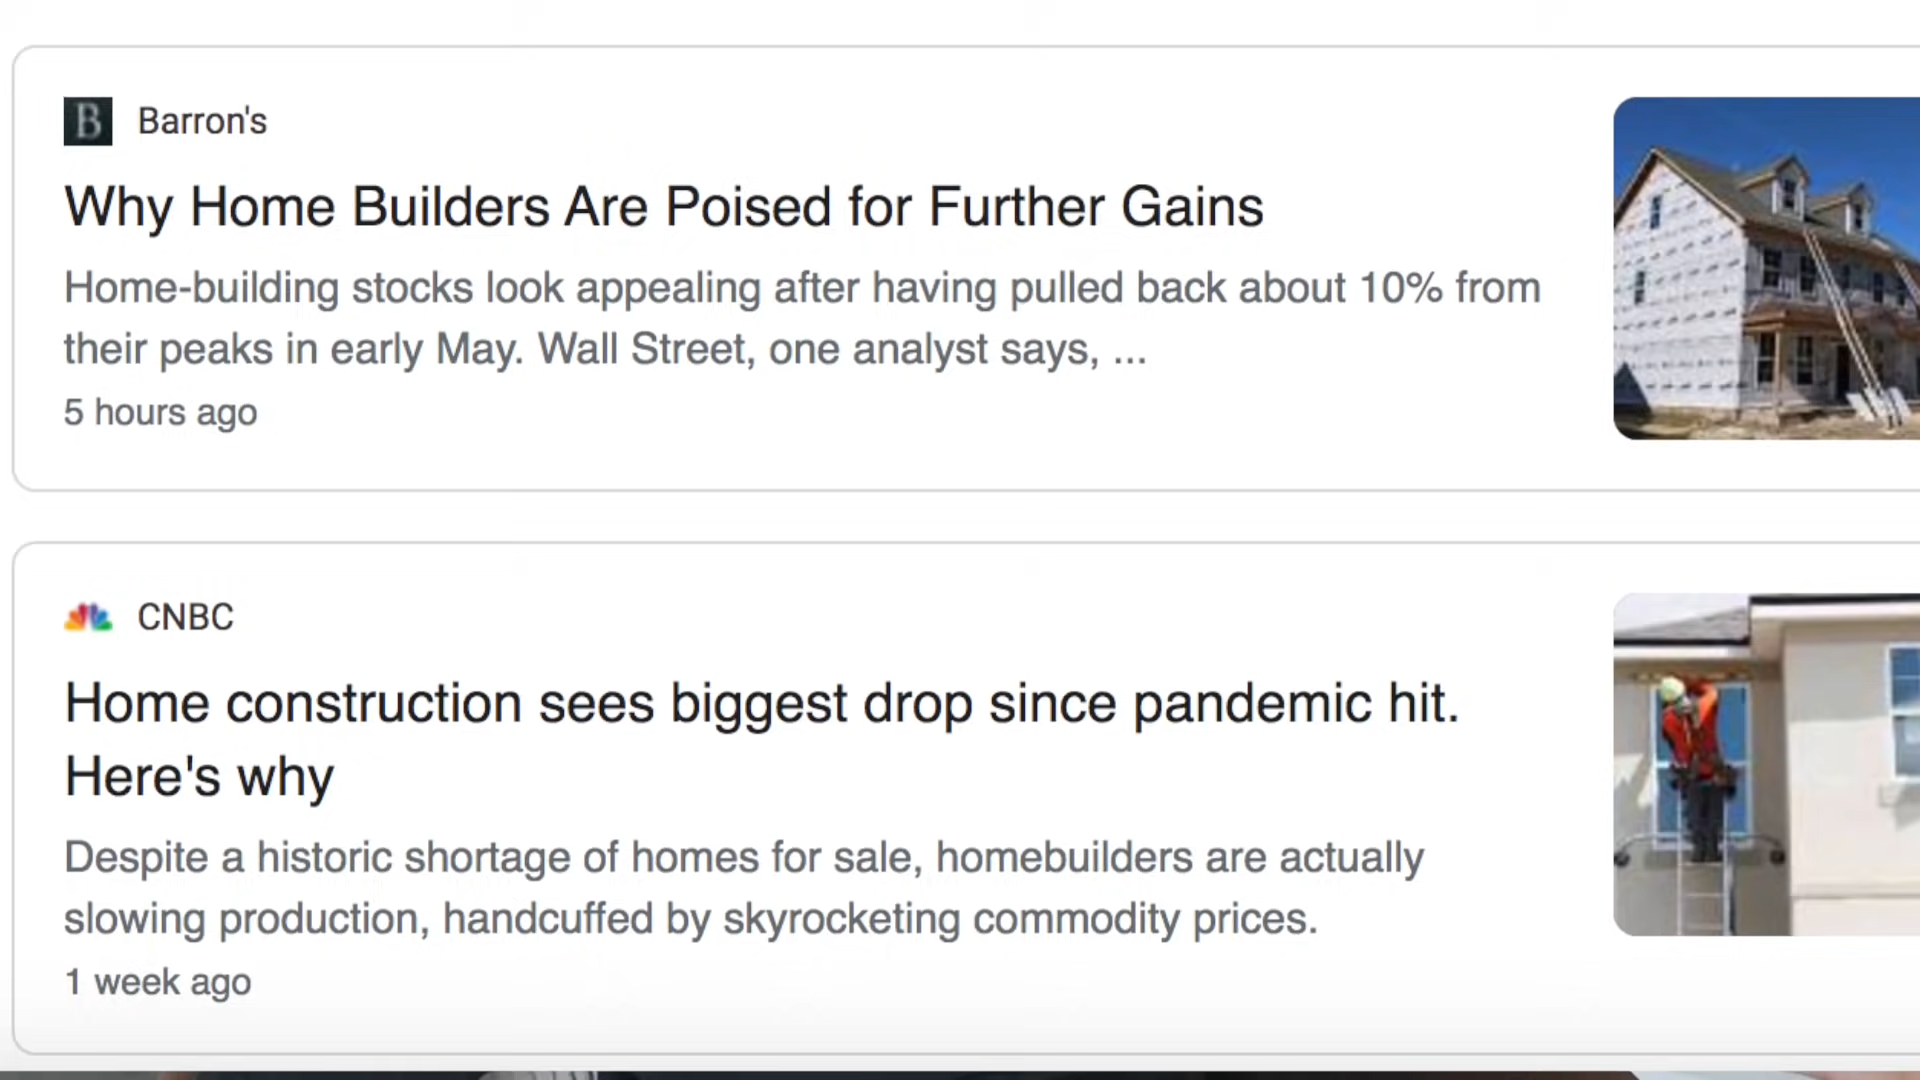 Barron's
Why Home Builders Are Poised for Further Gains
Home-building stocks look appealing after having pulled back about 10% from
their peaks in early May. Wall Street, one analyst says, ...
5 hours ago
CNBC
Home construction sees biggest drop since pandemic hit.
Here's why
Despite a historic shortage of homes for sale, homebuilders are actually
slowing production, handcuffed by skyrocketing commodity prices.
1 week ago